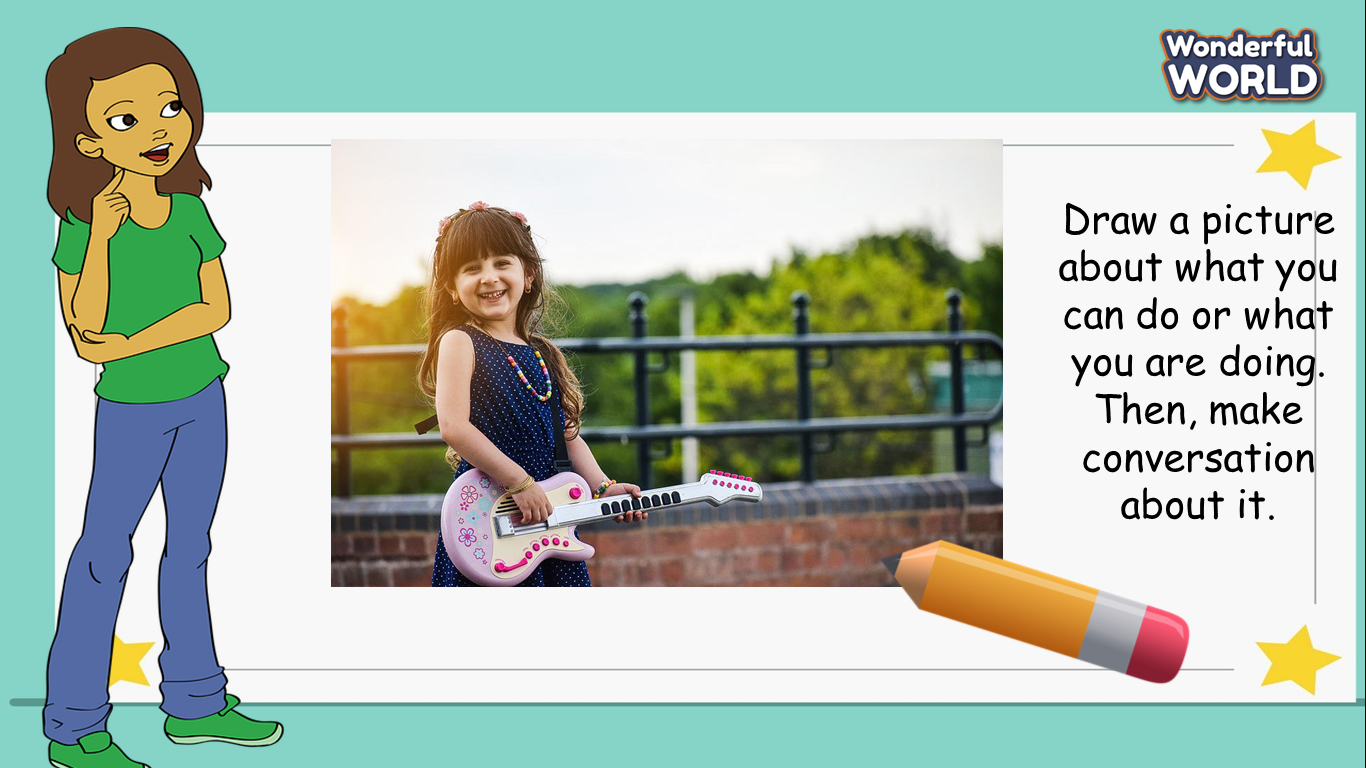 Wonderful
WORLD
Draw a picture
about what you
can do or what
you are doing.
Then, make
conversation
about it.